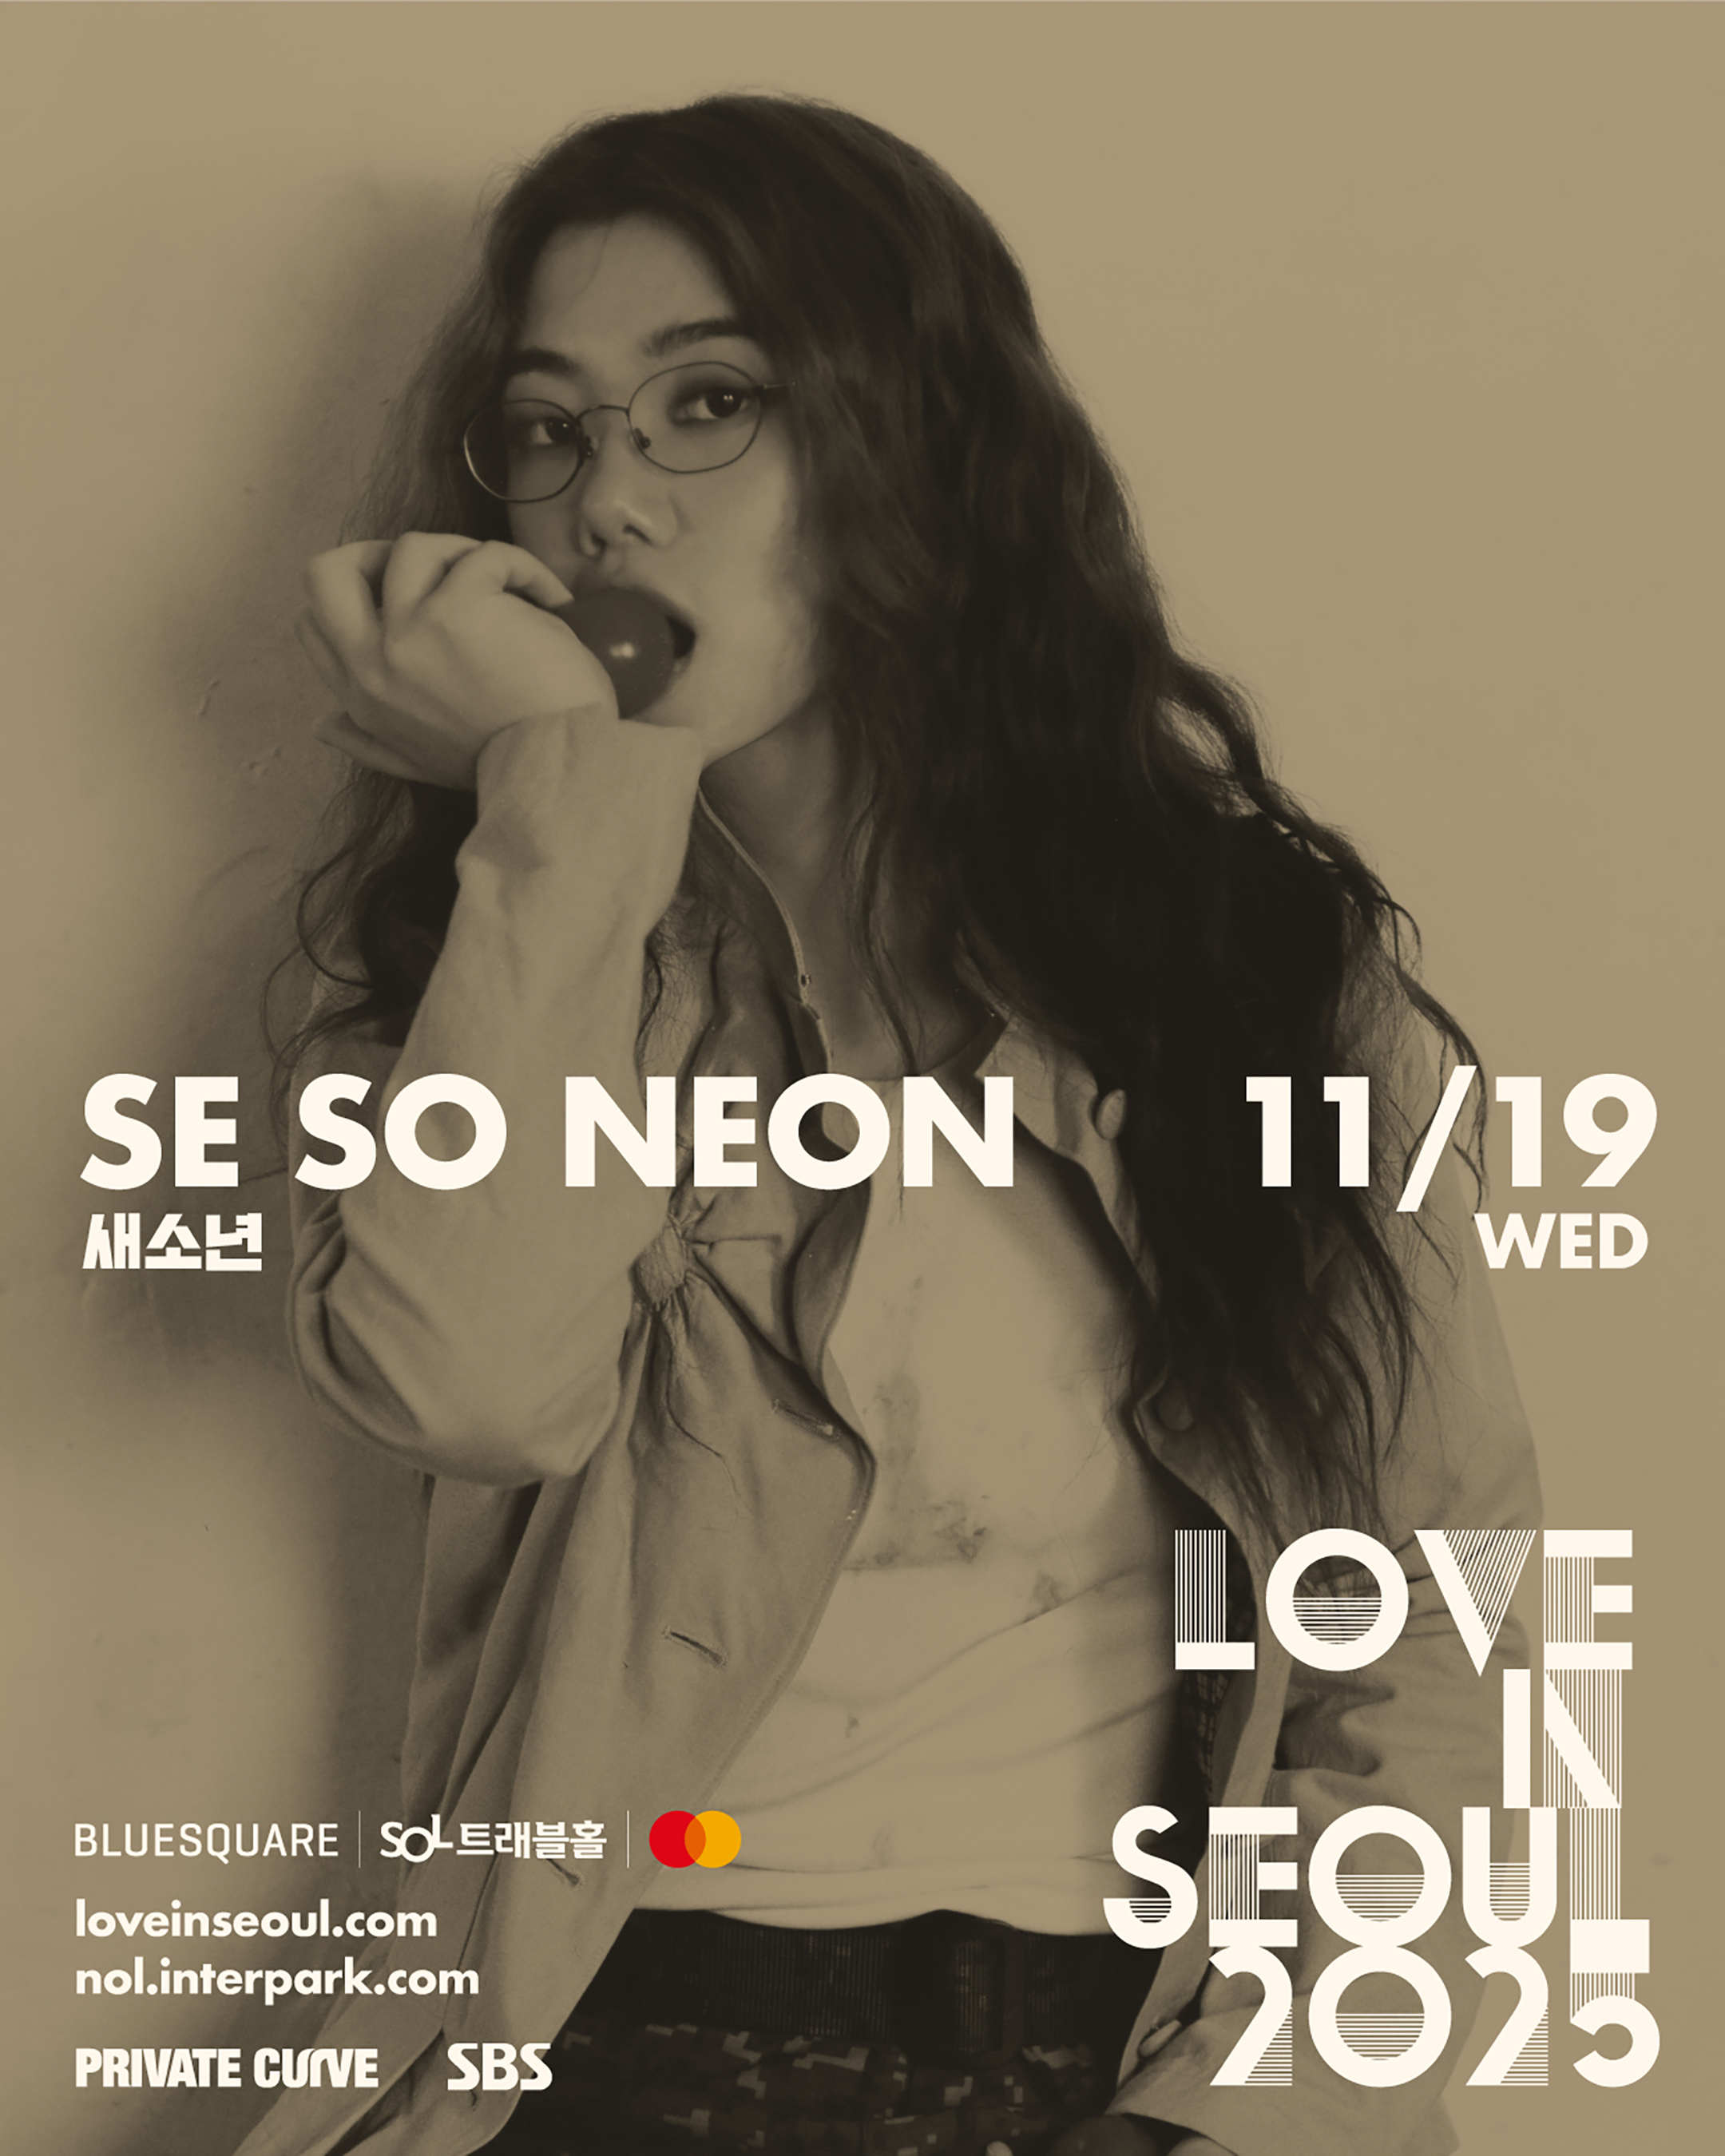 SE SO NEON
새소년
11/19
WED
LOVE
IN
SEOUL
2025
BLUESQUARE
SOL트래블홀
loveinseoul.com
nol.interpark.com
PRIVATE CURVE
SBS